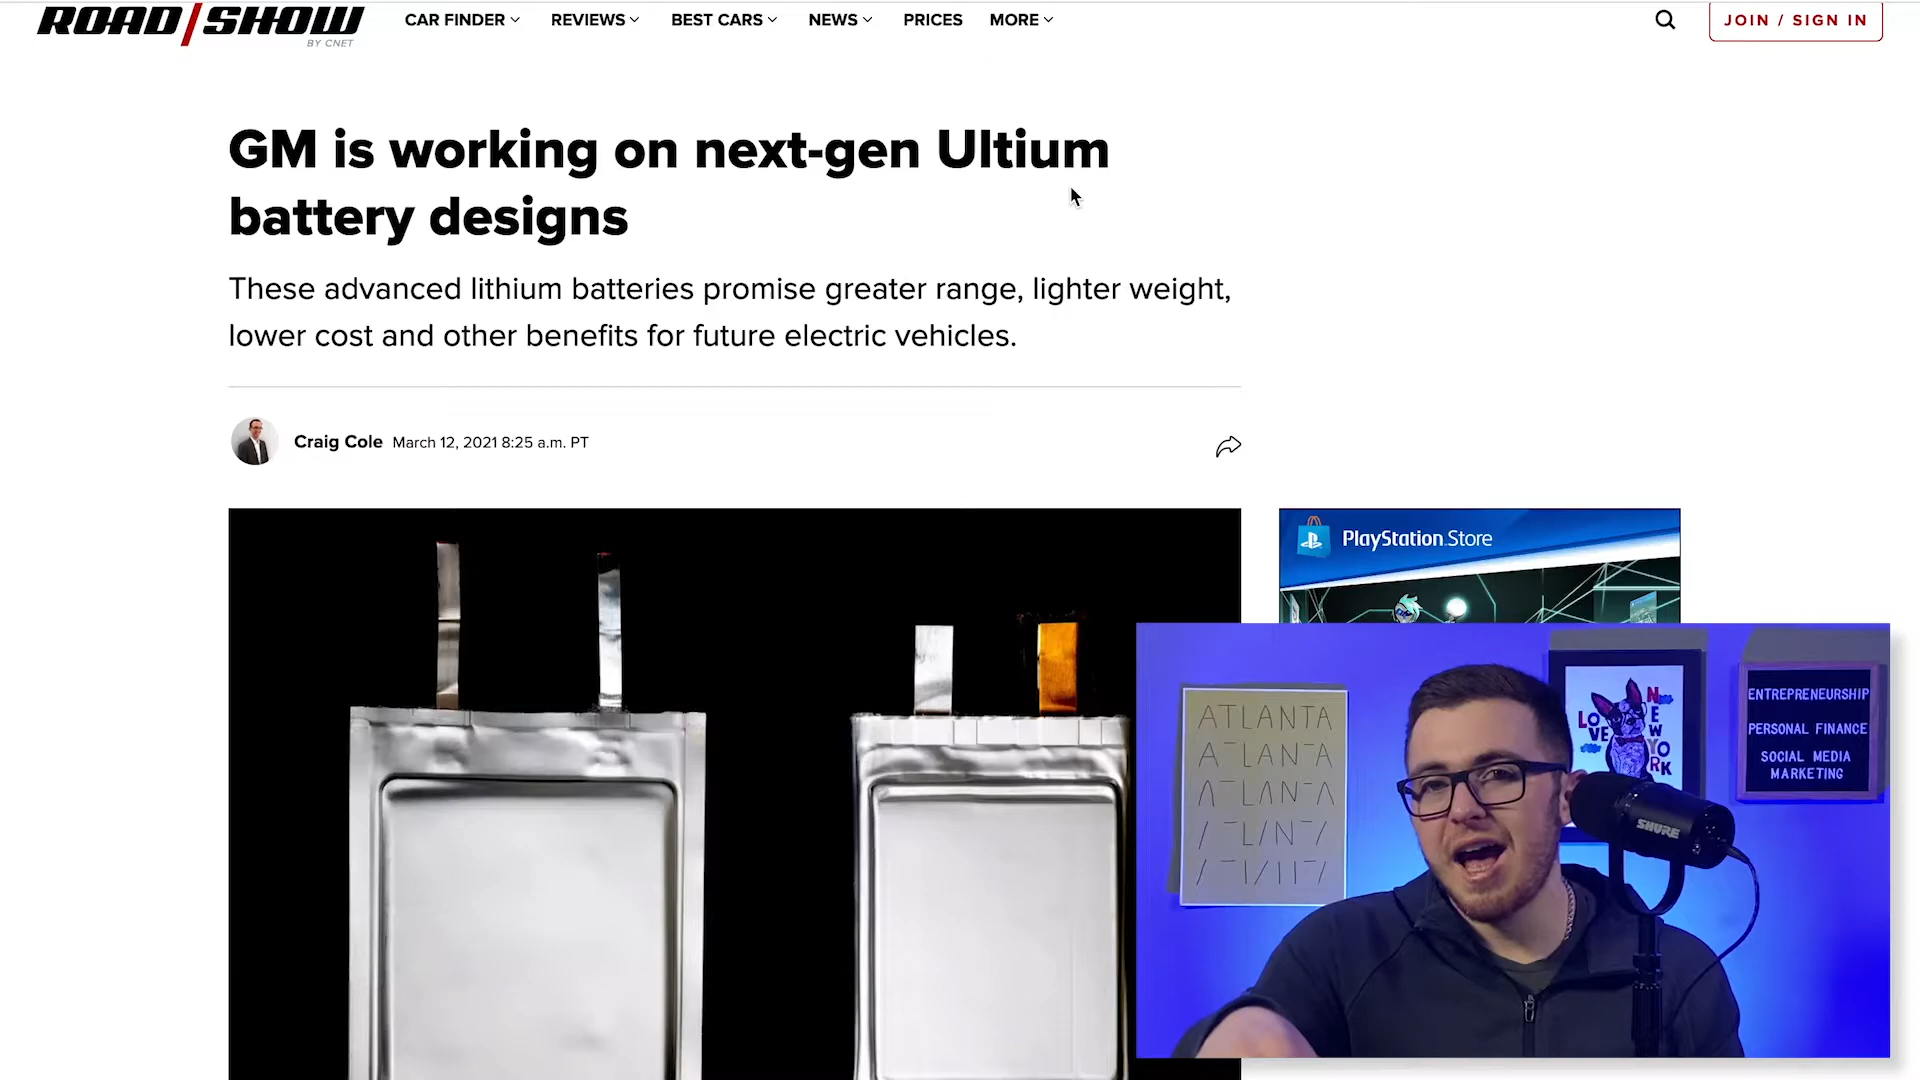 ROAD/SHOW
BY CNET
CAR FINDER
REVIEWS
BEST CARS
NEWS
PRICES
MORE
JOIN / SIGN IN
GM is working on next-gen Ultium
battery designs
These advanced lithium batteries promise greater range, lighter weight,
lower cost and other benefits for future electric vehicles.
Craig Cole March 12, 2021 8:25 a.m. PT
PlayStation Store
ATLANTA
LOVE
NEW YORK
ENTREPRENEURSHIP
PERSONAL FINANCE
SOCIAL MEDIA
MARKETING
SHURE